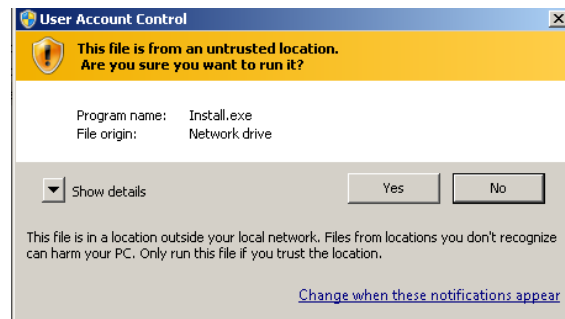 User Account Control
This file is from an untrusted location.
Are you sure you want to run it?
Program name: Install.exe
File origin: Network drive
Show details
Yes
No
This file is in a location outside your local network. Files from locations you don't recognize
can harm your PC. Only run this file if you trust the location.
Change when these notifications appear